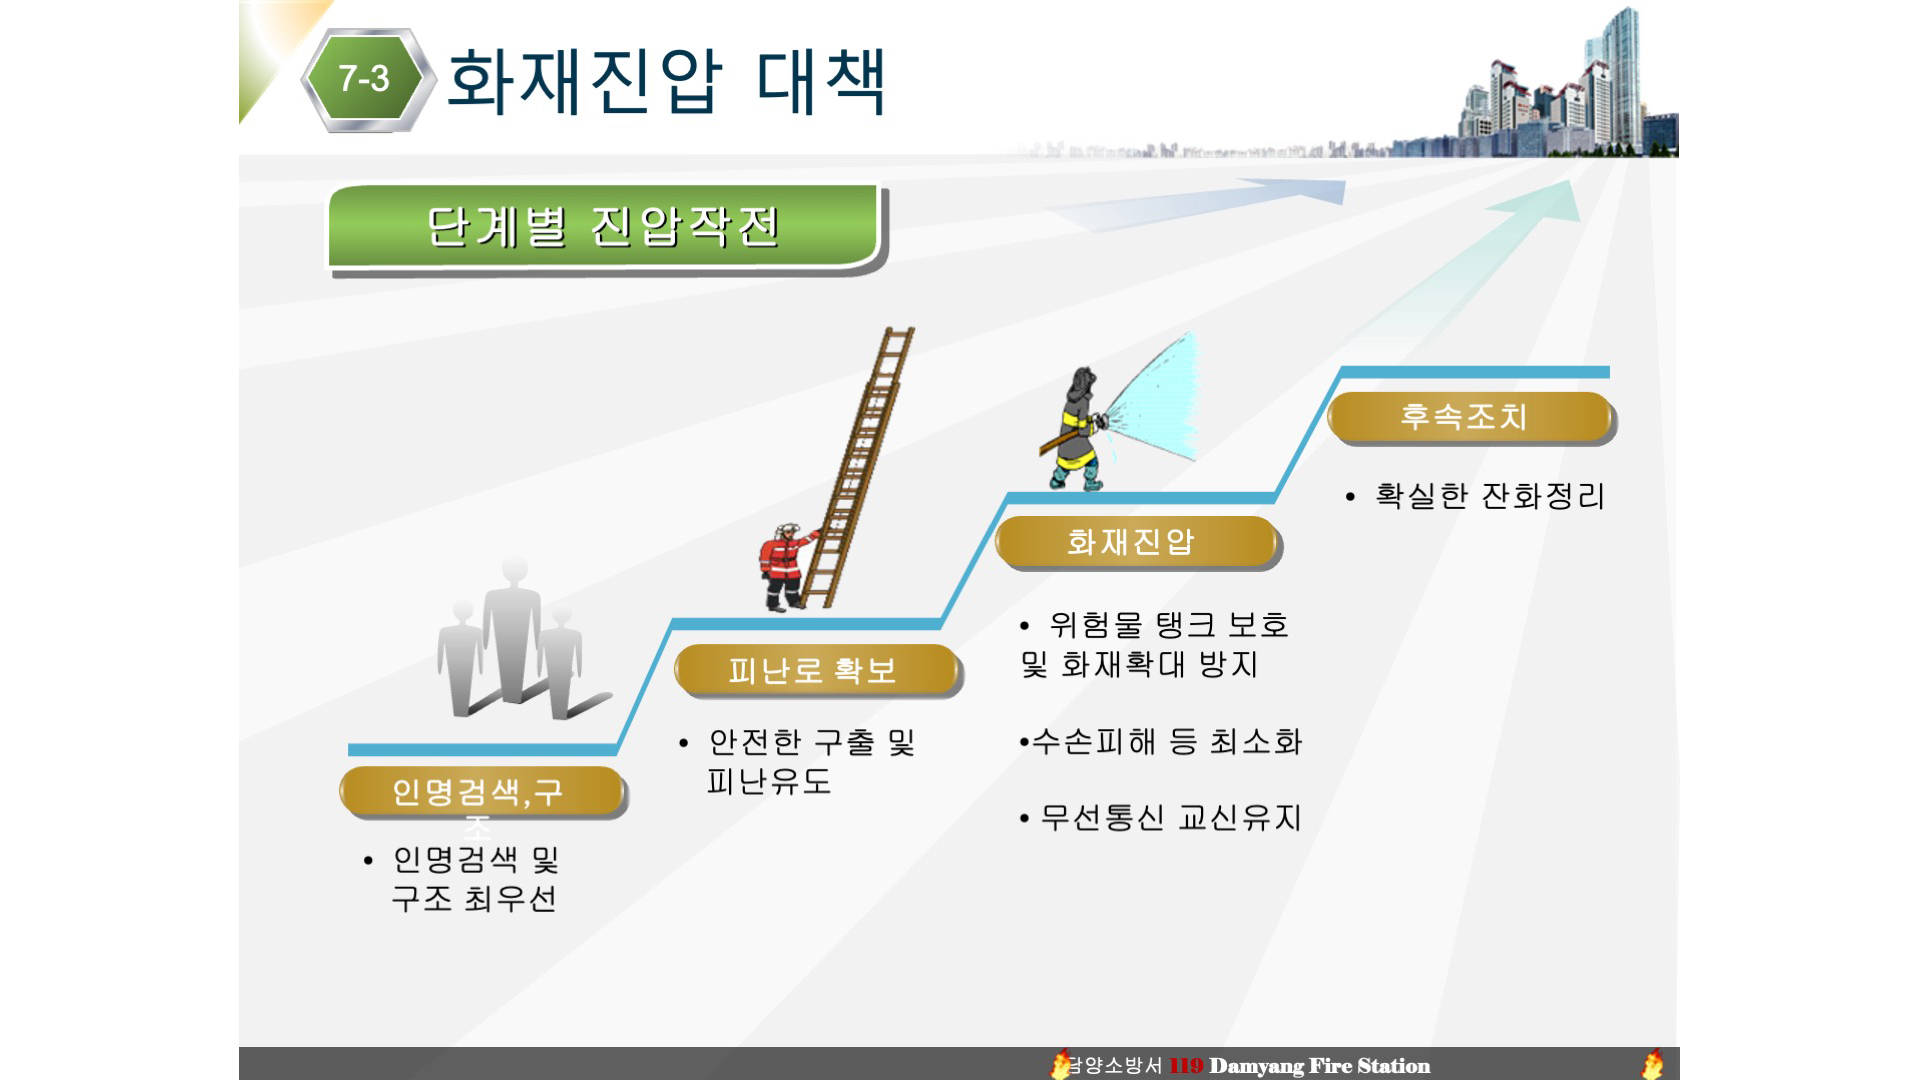 7-3
화재진압 대책
단계별 진압작전
인명검색,구
조
• 인명검색 및
구조 최우선
피난로 확보
• 안전한 구출 및
피난유도
화재진압
• 위험물 탱크 보호
및 화재확대 방지
•수손피해 등 최소화
• 무선통신 교신유지
후속조치
• 확실한 잔화정리
담양소방서 119 Damyang Fire Station